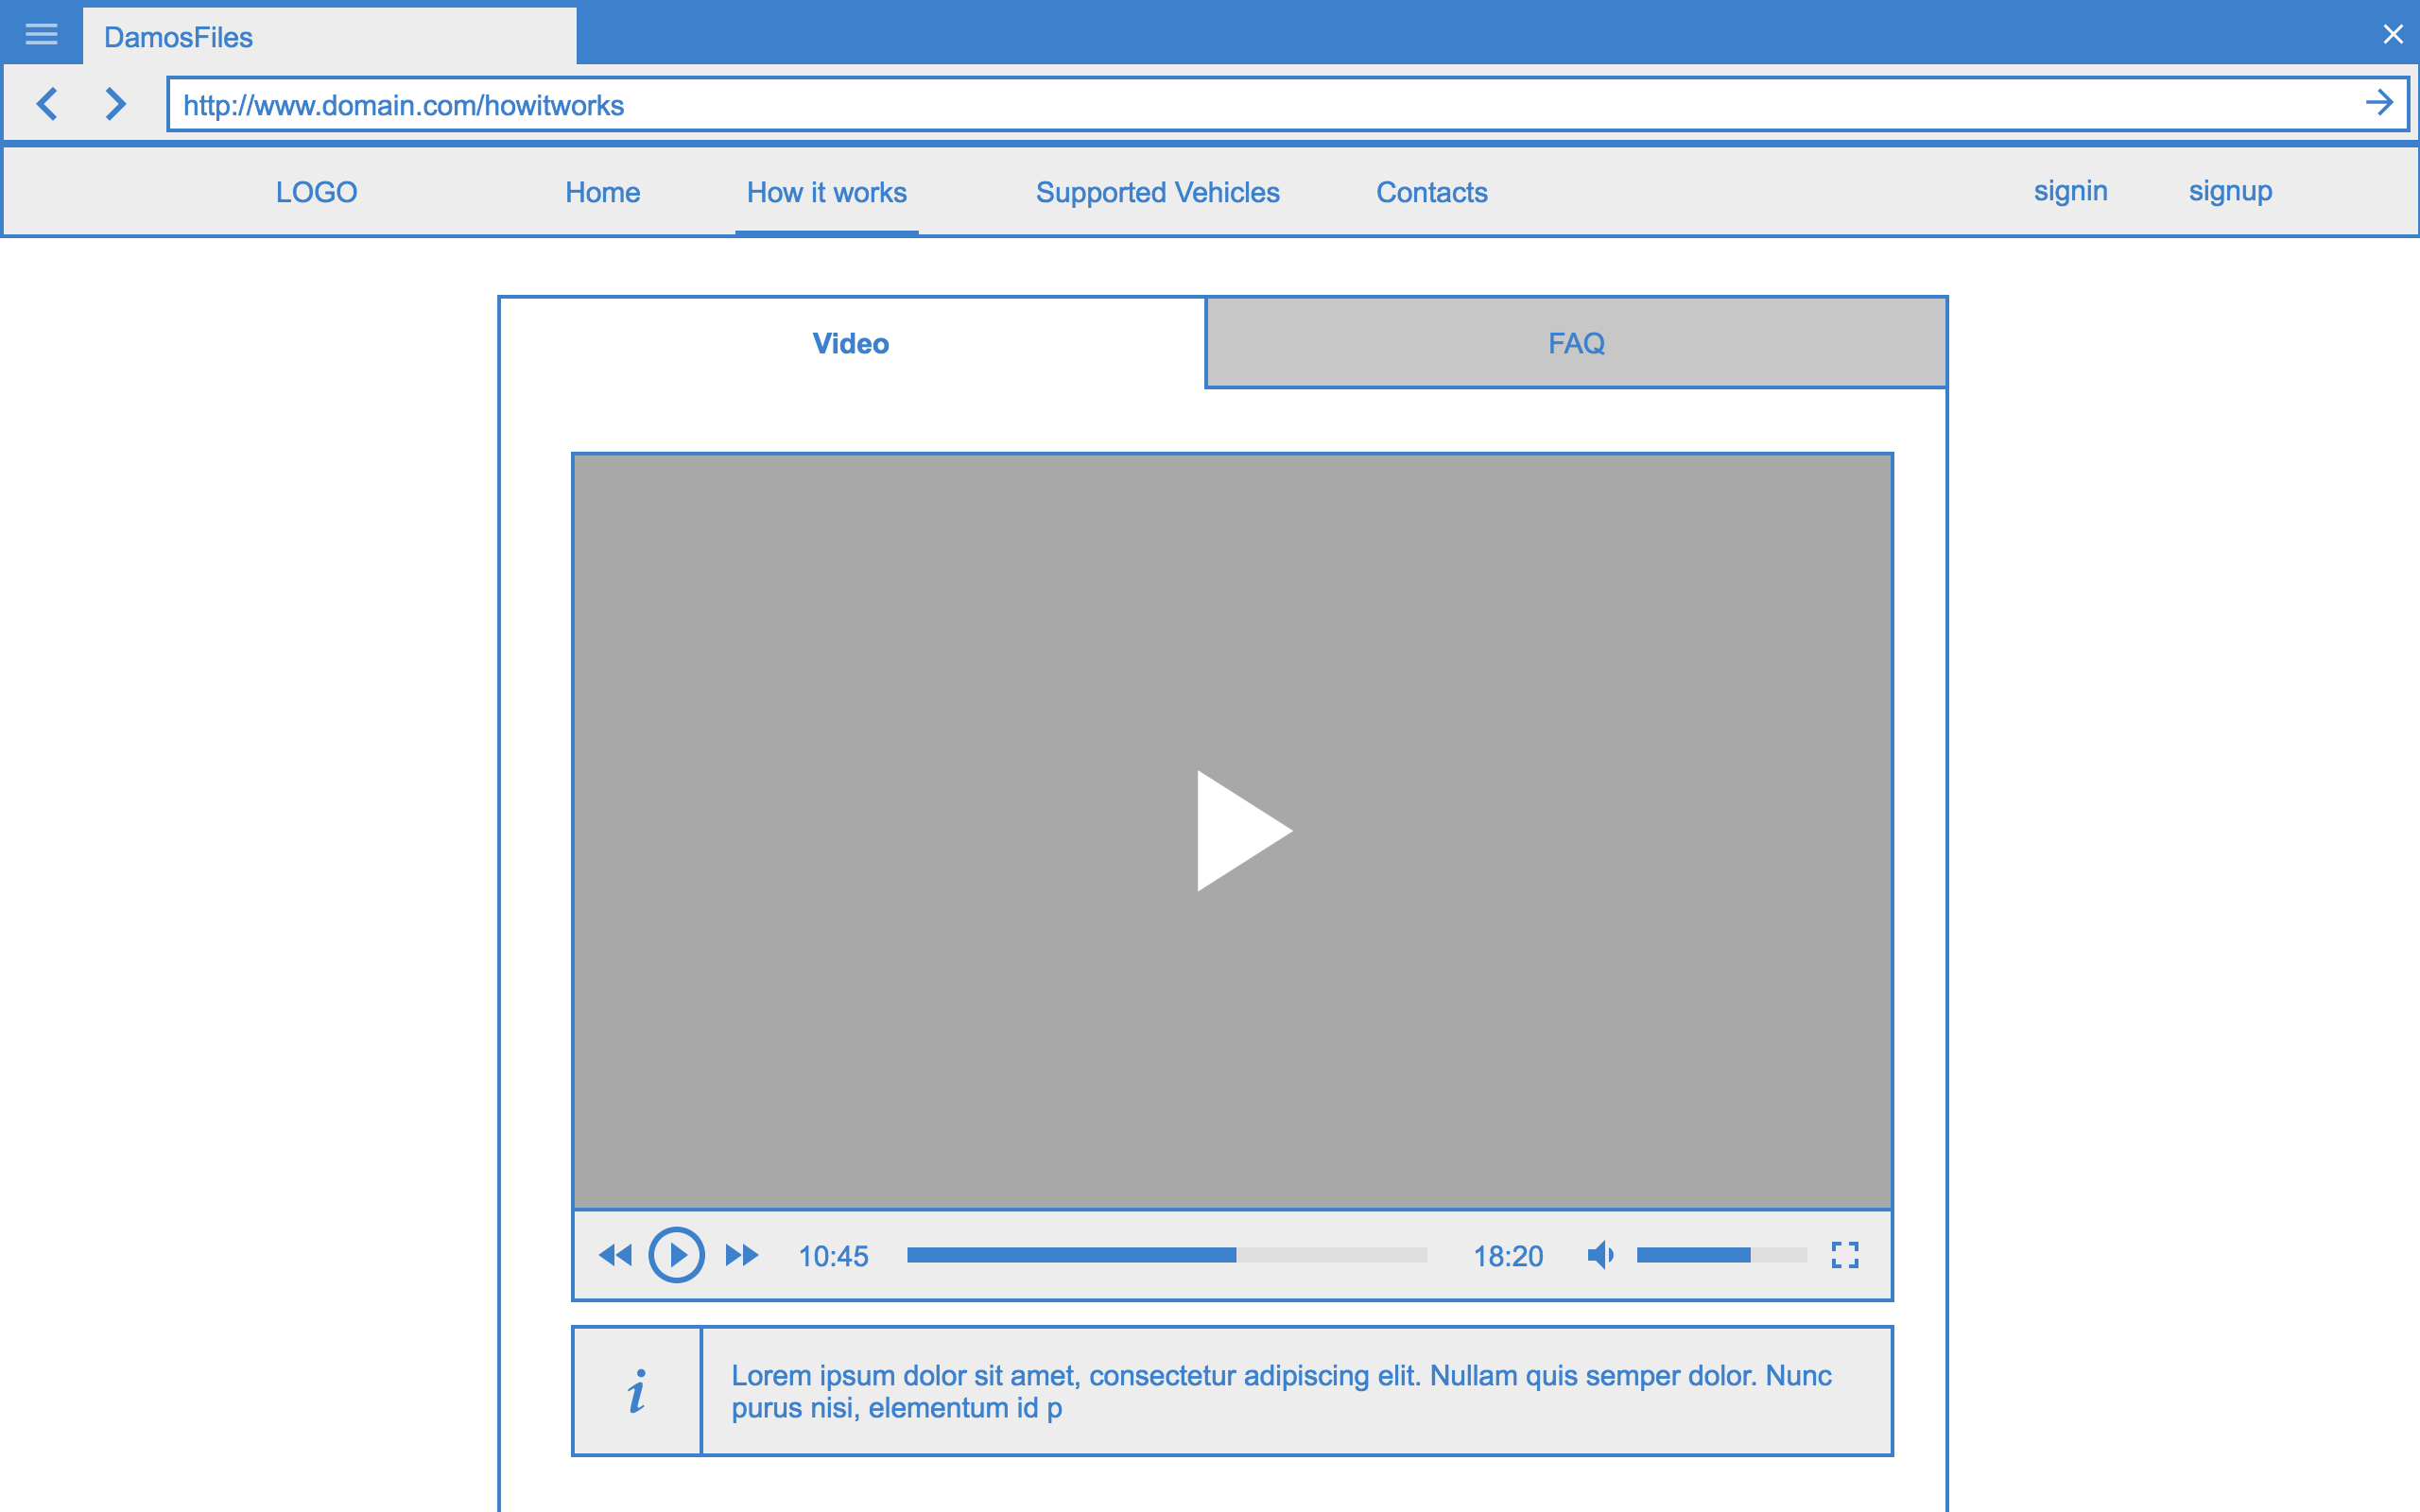 DamosFiles
http://www.domain.com/howitworks
LOGO Home How it works Supported Vehicles Contacts signin signup
Video FAQ
10:45 18:20
i
Lorem ipsum dolor sit amet, consectetur adipiscing elit. Nullam quis semper dolor. Nunc
purus nisi, elementum id p